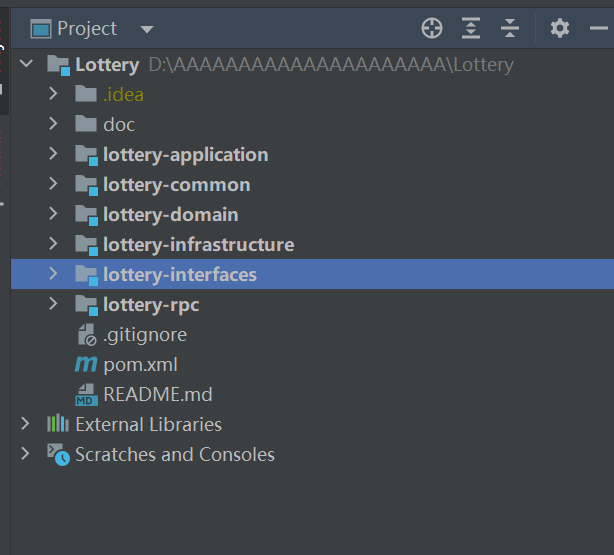 Project
Lottery D:\AAAAAAAAAAAAAAAAAAAAA\Lottery
.idea
doc
lottery-application
lottery-common
lottery-domain
lottery-infrastructure
lottery-interfaces
lottery-rpc
.gitignore
m pom.xml
MD README.md
External Libraries
Scratches and Consoles